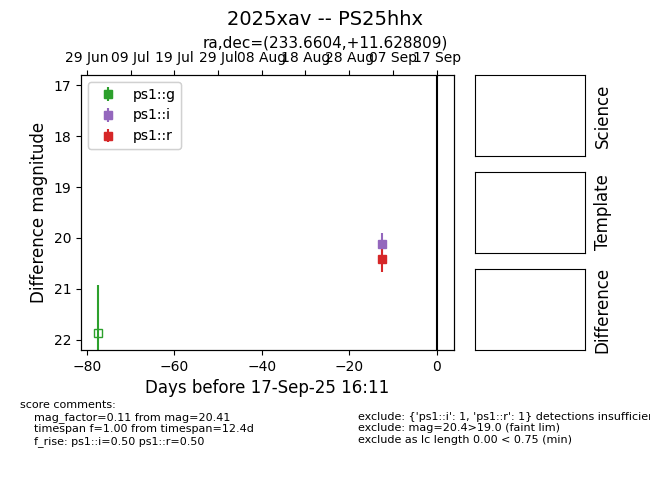 2025xav -- PS25hhx
ra,dec=(233.6604,+11.628809)
29 Jun 09 Jul 19 Jul 29 Jul 08 Aug 18 Aug 28 Aug 07 Sep 17 Sep
ps1::g
ps1::i
ps1::r
17
18
19
20
21
22
Difference magnitude
−80 −60 −40 −20 0
Days before 17-Sep-25 16:11
Science
Template
Difference
score comments:
mag_factor=0.11 from mag=20.41
timespan f=1.00 from timespan=12.4d
f_rise: ps1::i=0.50 ps1::r=0.50
exclude: {'ps1::i': 1, 'ps1::r': 1} detections
exclude: mag=20.4>19.0 (faint lim)
exclude as lc length 0.00 < 0.75 (min)